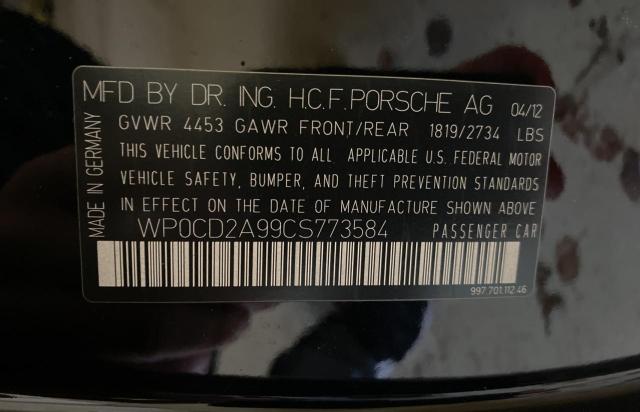 MFD BY DR. ING. H.C.F.PORSCHE AG 04/12
GVWR 4453 GAWR FRONT/REAR 1819/2734 LBS
THIS VEHICLE CONFORMS TO ALL APPLICABLE U.S. FEDERAL MOTOR
VEHICLE SAFETY, BUMPER, AND THEFT PREVENTION STANDARDS
IN EFFECT ON THE DATE OF MANUFACTURE SHOWN ABOVE
WP0CD2A99CS773584 PASSENGER CAR
997.701.112.46
MADE IN GERMANY